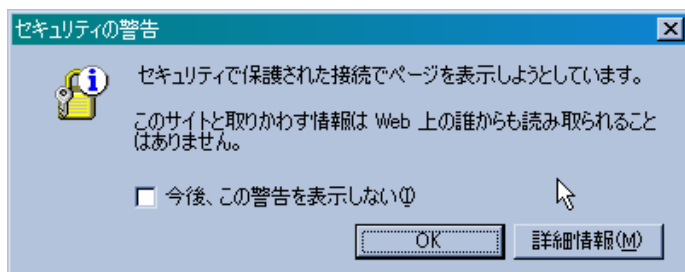 セキュリティの警告
セキュリティで保護された接続でページを表示しようとしています。
このサイトと取りかわす情報は Web 上の誰からも読み取られること
はありません。
今後、この警告を表示しない(I)
OK
詳細情報(M)